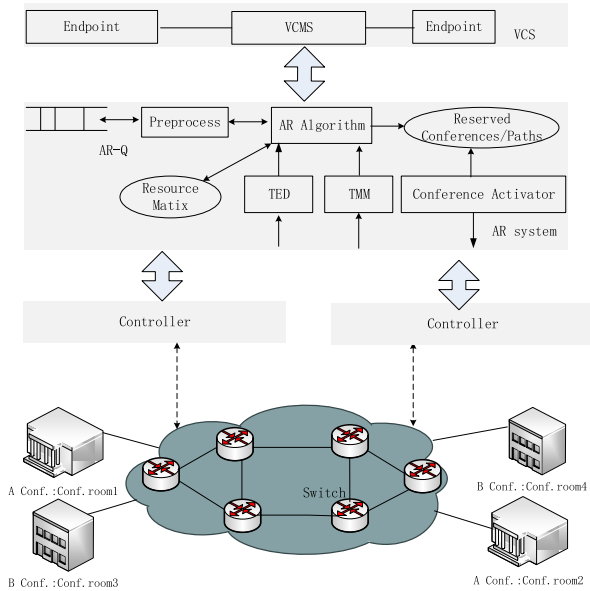 Endpoint
VCMS
Endpoint
VCS
Preprocess
AR Algorithm
Reserved
Conferences/Paths
AR-Q
Resource
Matix
TED
TMM
Conference Activator
AR system
Controller
Controller
A Conf.:Conf.room1
Switch
B Conf.:Conf.room4
B Conf.:Conf.room3
A Conf.:Conf.room2